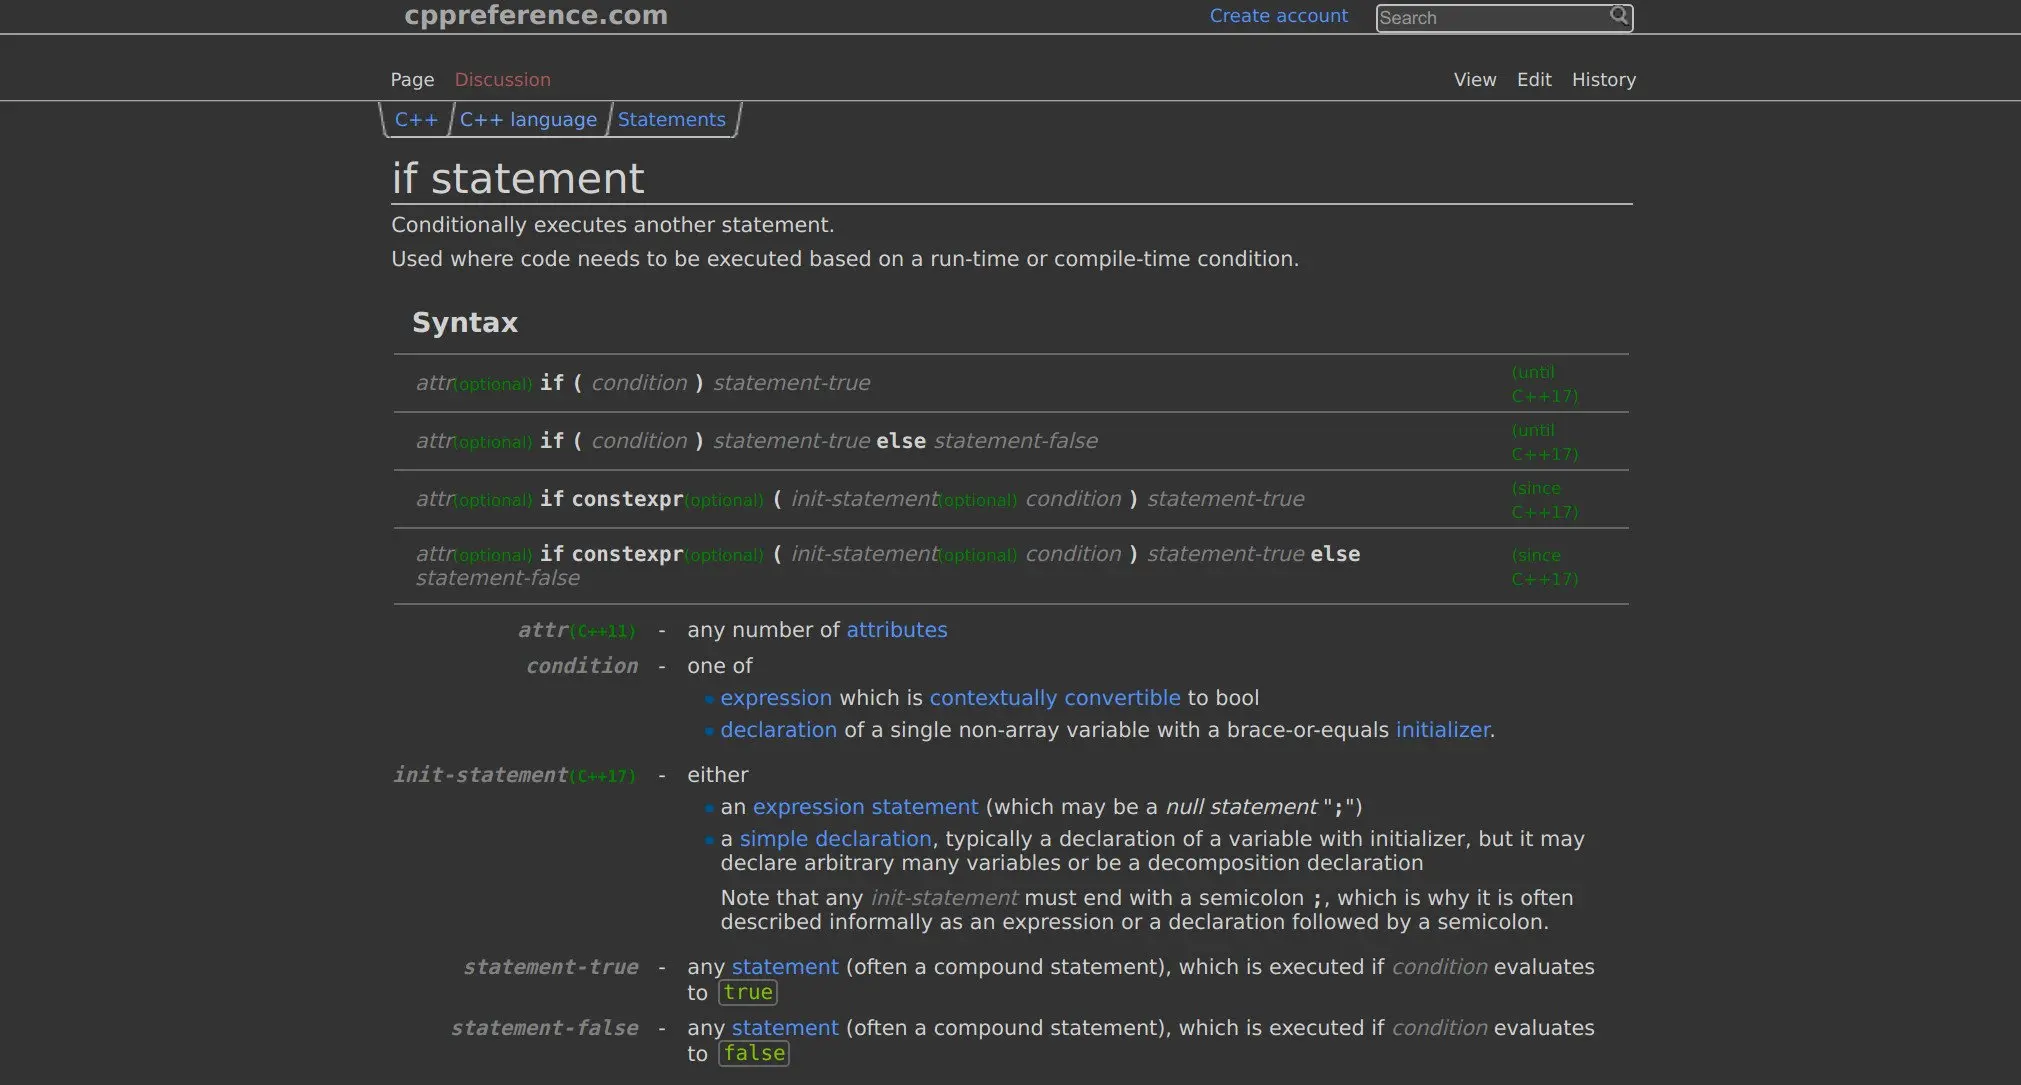 cppreference.com
Create account
Search
Page Discussion
View Edit History
C++ C++ language Statements
if statement
Conditionally executes another statement.
Used where code needs to be executed based on a run-time or compile-time condition.
Syntax
attr(optional) if ( condition ) statement-true (until
C++17)
attr(optional) if ( condition ) statement-true else statement-false (until
C++17)
attr(optional) if constexpr(optional) ( init-statement(optional) condition ) statement-true (since
C++17)
attr(optional) if constexpr(optional) ( init-statement(optional) condition ) statement-true else (since
statement-false C++17)
attr(C++11) - any number of attributes
condition - one of
expression which is contextually convertible to bool
declaration of a single non-array variable with a brace-or-equals initializer.
init-statement(C++17) - either
an expression statement (which may be a null statement ";")
a simple declaration, typically a declaration of a variable with initializer, but it may
declare arbitrary many variables or be a decomposition declaration
Note that any init-statement must end with a semicolon ;, which is why it is often
described informally as an expression or a declaration followed by a semicolon.
statement-true - any statement (often a compound statement), which is executed if condition evaluates
to true
statement-false - any statement (often a compound statement), which is executed if condition evaluates
to false